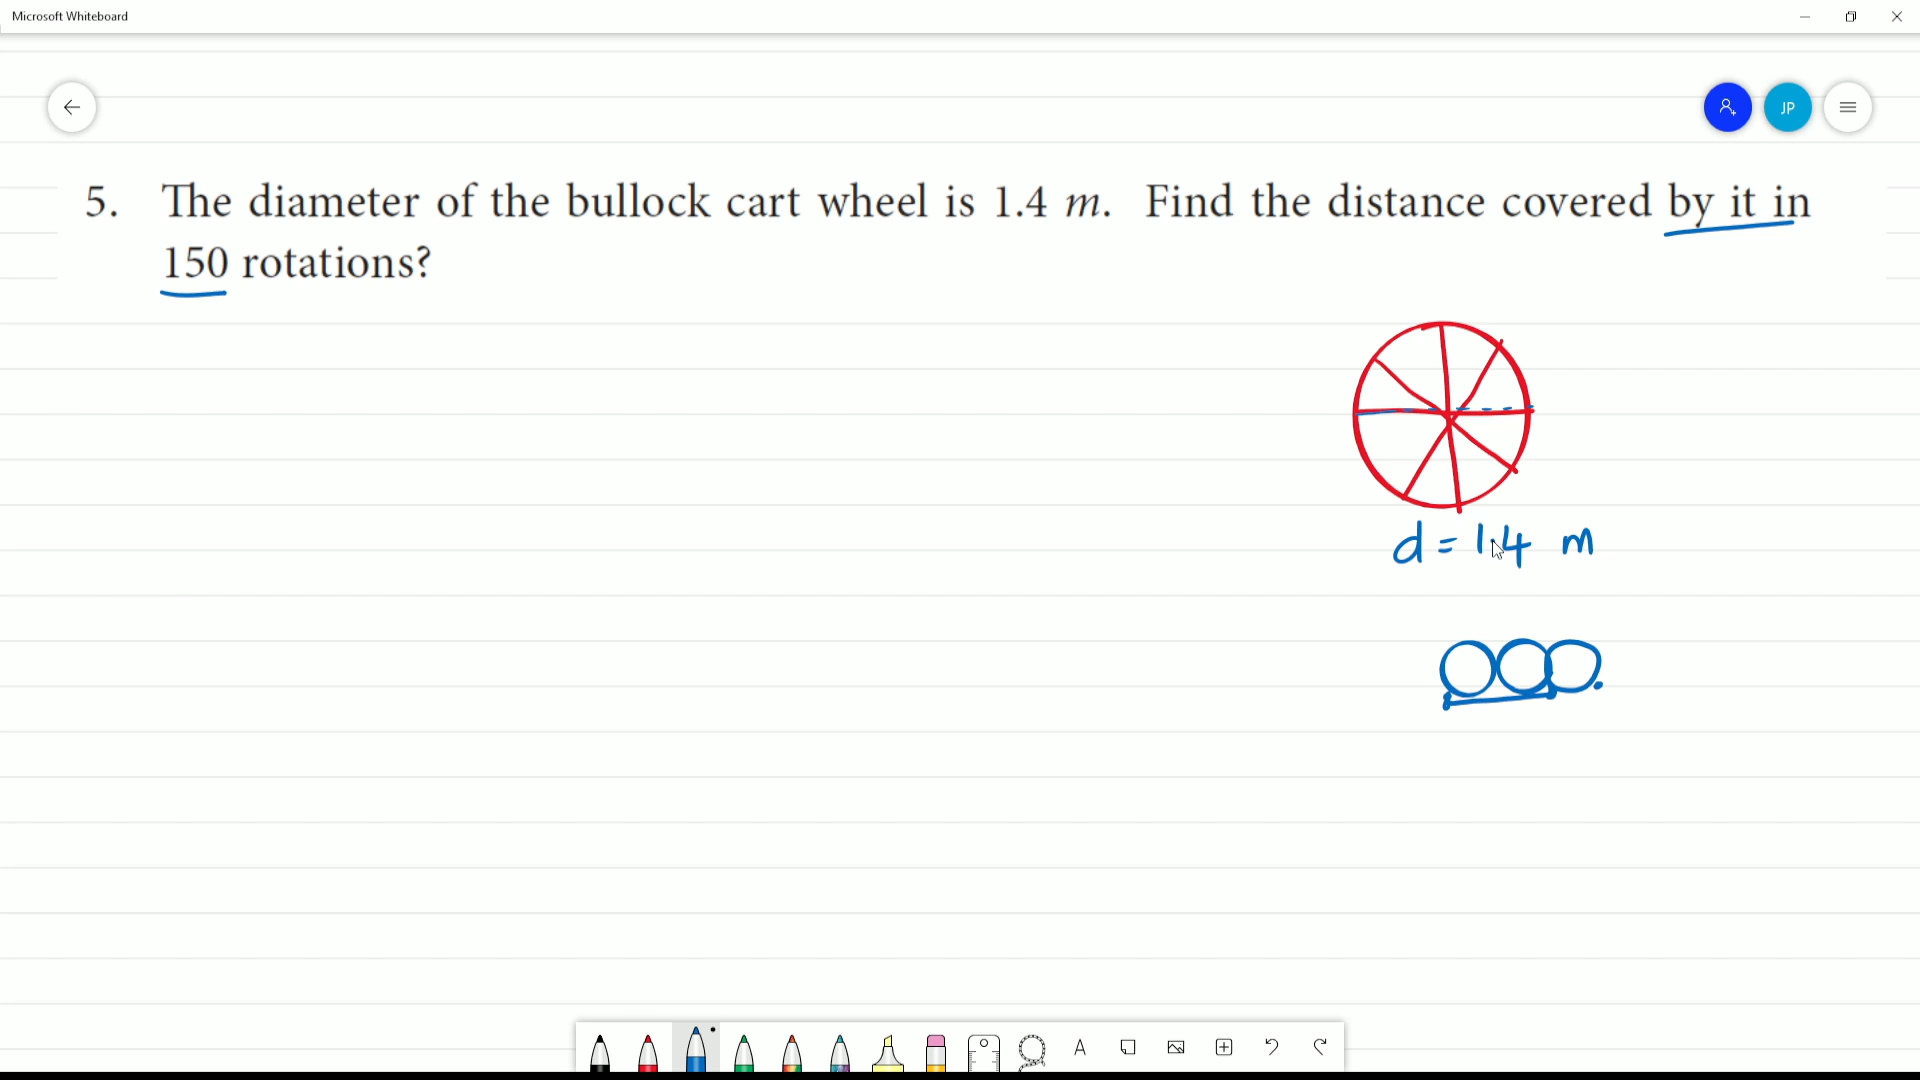 Microsoft Whiteboard
JP
5. The diameter of the bullock cart wheel is 1.4 m. Find the distance covered by it in
150 rotations?
d = 1.4 m
A